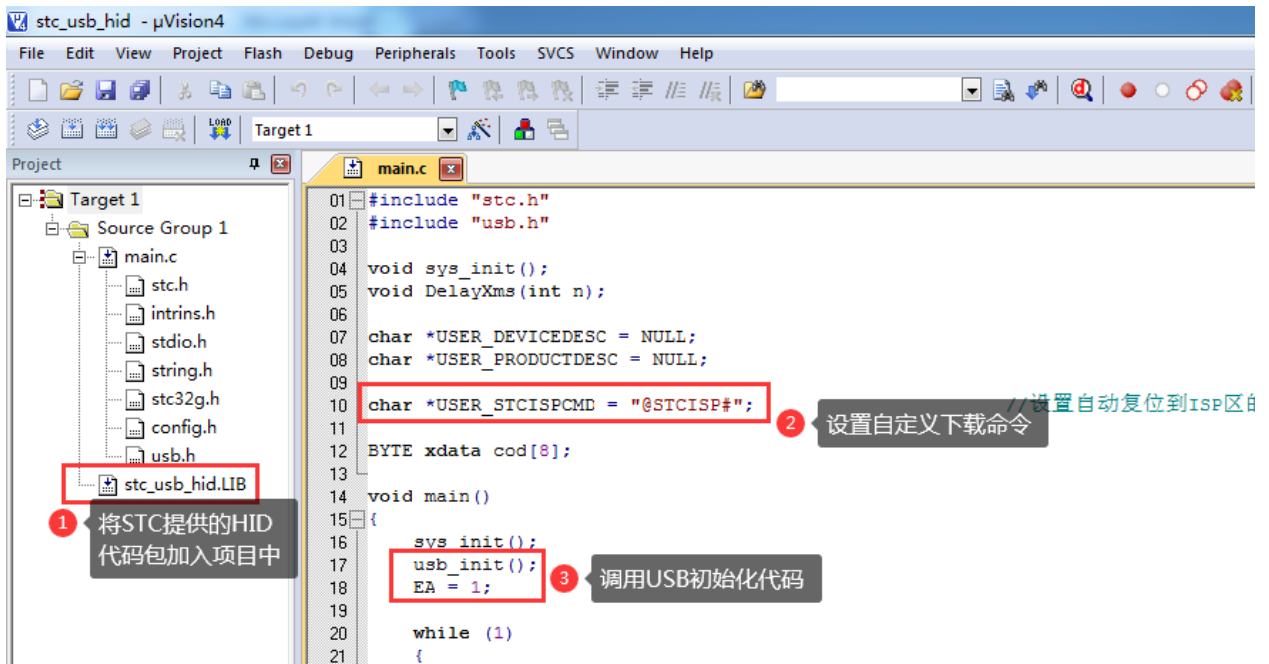 stc_usb_hid - µVision4
File Edit View Project Flash Debug Peripherals Tools SVCS Window Help
LOAD Target 1
Project
main.c
Target 1
Source Group 1
main.c
stc.h
intrins.h
stdio.h
string.h
stc32g.h
config.h
usb.h
stc_usb_hid.LIB
1 将STC提供的HID
代码包加入项目中
01 #include "stc.h"
02 #include "usb.h"
03
04 void sys_init();
05 void DelayXms(int n);
06
07 char *USER_DEVICEDESC = NULL;
08 char *USER_PRODUCTDESC = NULL;
09
10 char *USER_STCISPCMD = "@STCISP#"; //设置自动复位到ISP区的
2 设置自定义下载命令
11
12 BYTE xdata cod[8];
13
14 void main()
15 {
16 sys_init();
17 usb_init();
18 EA = 1;
3 调用USB初始化代码
19
20 while (1)
21 {